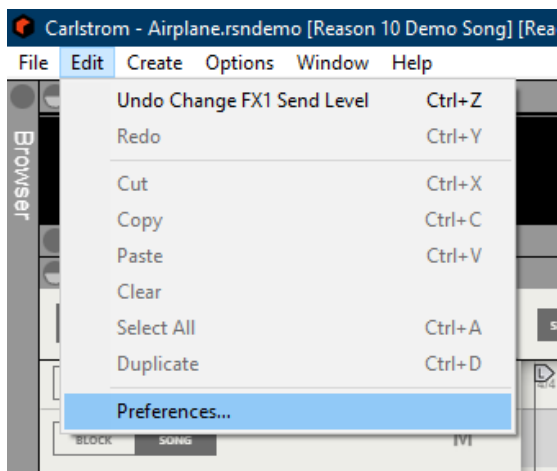 Carlstrom - Airplane.rsndemo [Reason 10 Demo Song] [Rea
File Edit Create Options Window Help
Browser
Undo Change FX1 Send Level Ctrl+Z
Redo Ctrl+Y
Cut Ctrl+X
Copy Ctrl+C
Paste Ctrl+V
Clear
Select All Ctrl+A
Duplicate Ctrl+D
L
4/4
Preferences...
BLOCK SONG M